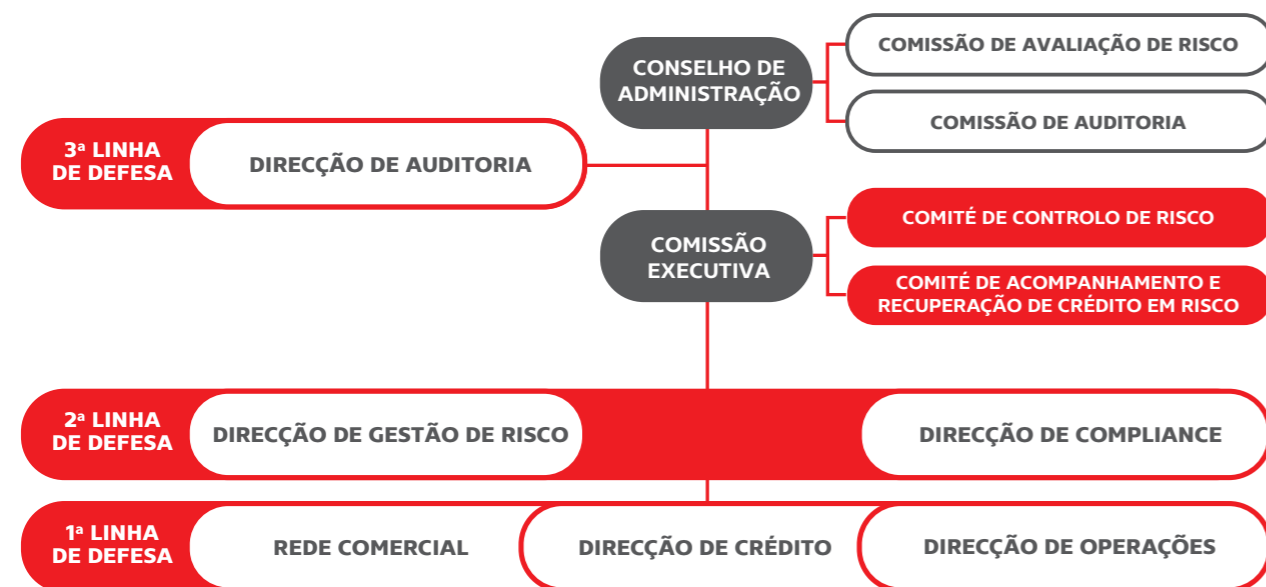 CONSELHO DE
ADMINISTRAÇÃO
COMISSÃO DE AVALIAÇÃO DE RISCO
COMISSÃO DE AUDITORIA
3ª LINHA
DE DEFESA
DIRECÇÃO DE AUDITORIA
COMISSÃO
EXECUTIVA
COMITÉ DE CONTROLO DE RISCO
COMITÉ DE ACOMPANHAMENTO E
RECUPERAÇÃO DE CRÉDITO EM RISCO
2ª LINHA
DE DEFESA
DIRECÇÃO DE GESTÃO DE RISCO
DIRECÇÃO DE COMPLIANCE
1ª LINHA
DE DEFESA
REDE COMERCIAL
DIRECÇÃO DE CRÉDITO
DIRECÇÃO DE OPERAÇÕES